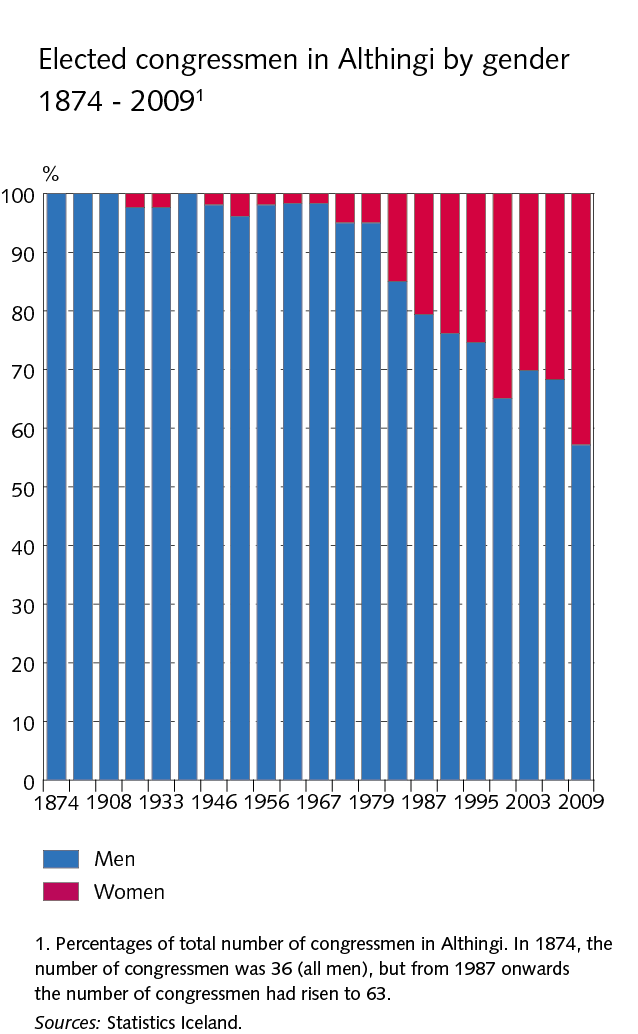 Elected congressmen in Althingi by gender
1874 - 2009¹
%
100
90
80
70
60
50
40
30
20
10
0
1874 1908 1933 1946 1956 1967 1979 1987 1995 2003 2009
Men
Women
1. Percentages of total number of congressmen in Althingi. In 1874, the
number of congressmen was 36 (all men), but from 1987 onwards
the number of congressmen had risen to 63.
Sources: Statistics Iceland.